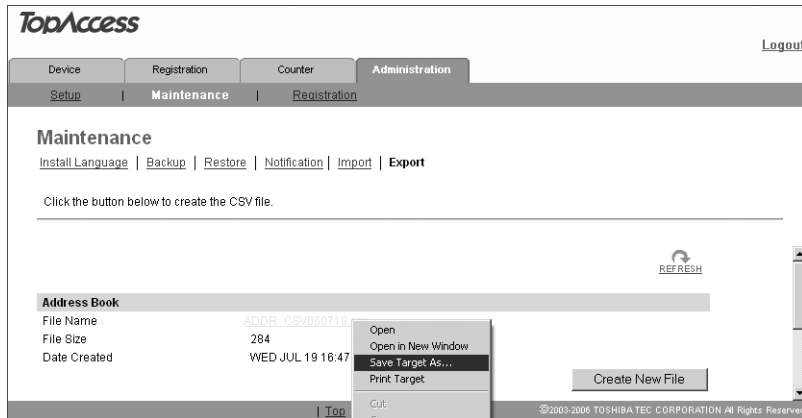 TopAccess
Logout
Device Registration Counter Administration
Setup | Maintenance | Registration
Maintenance
Install Language | Backup | Restore | Notification | Import | Export
Click the button below to create the CSV file.
REFRESH
Address Book
File Name ADDR_CSV060719
File Size 284
Date Created WED JUL 19 16:47
Open
Open in New Window
Save Target As...
Print Target
Cut
Create New File
| Top
©2003-2006 TOSHIBA TEC CORPORATION All Rights Reserved